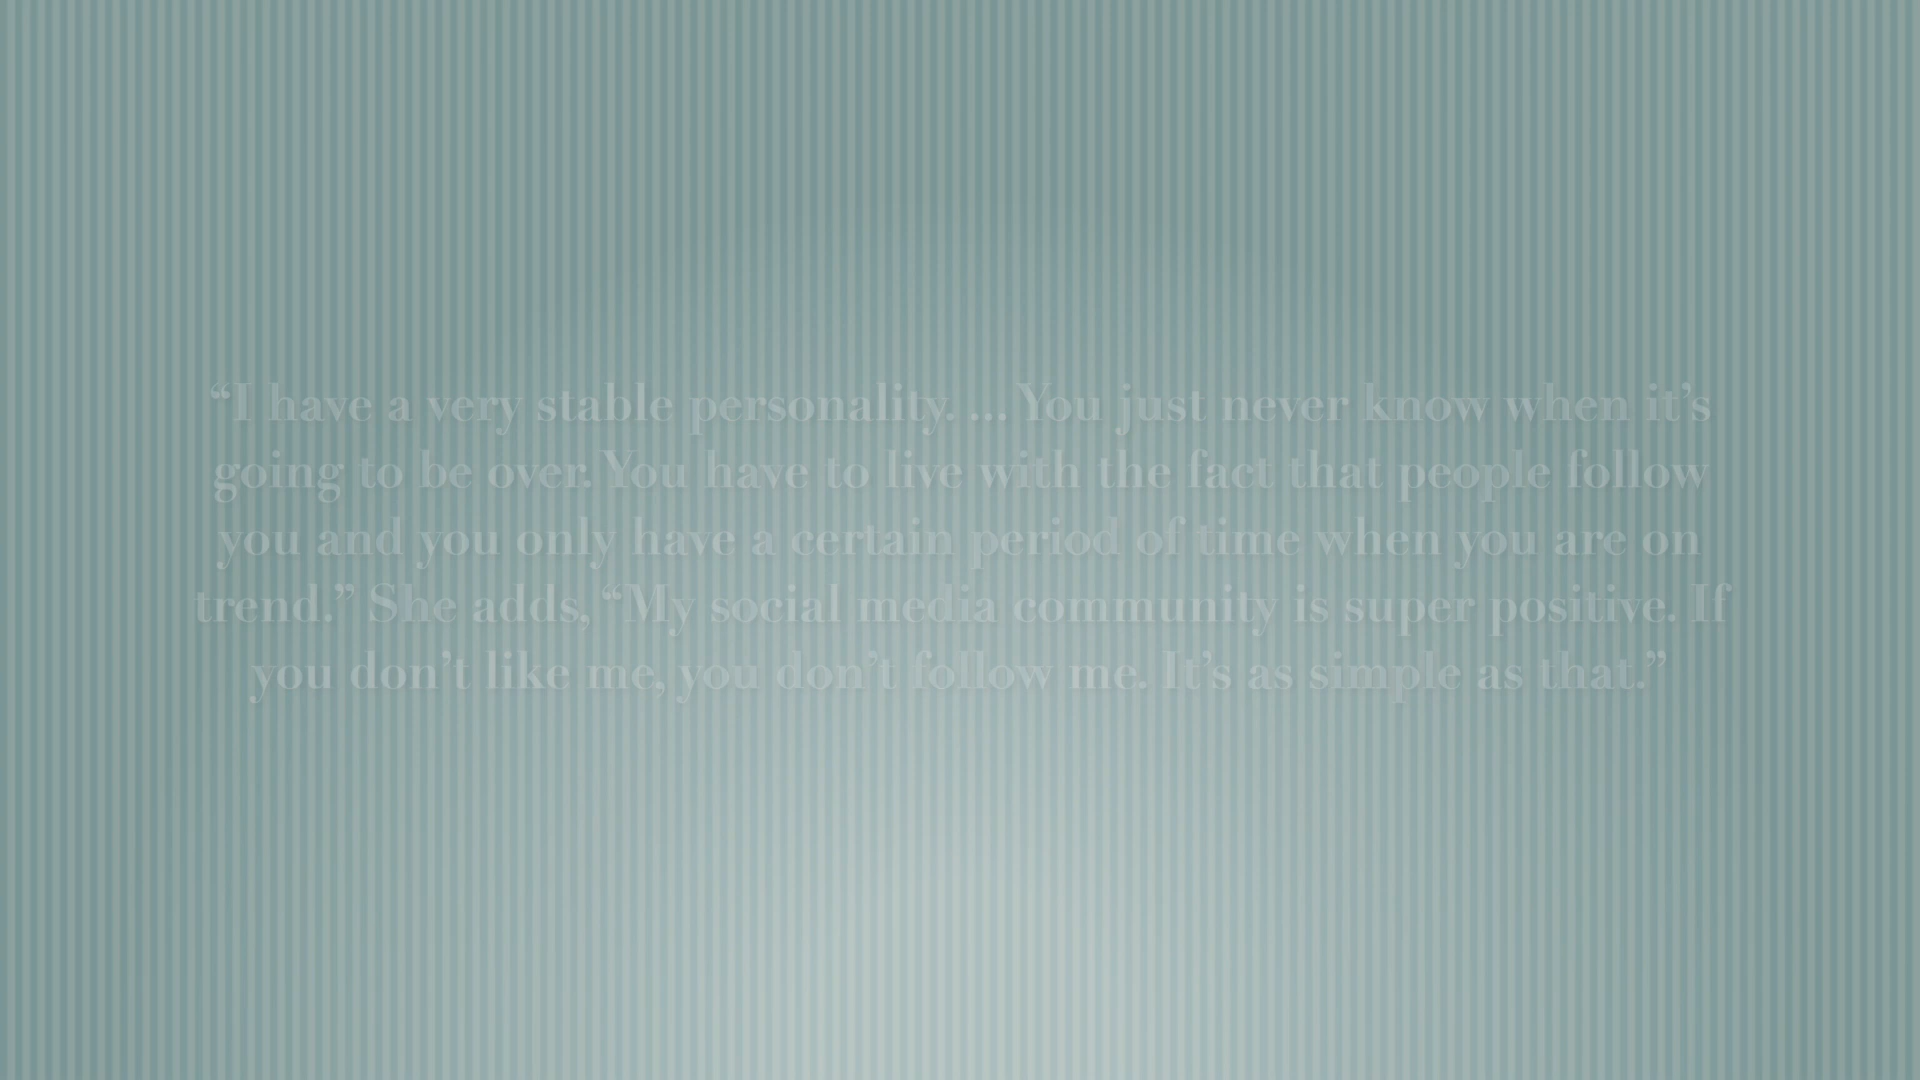 “I have a very stable personality. ... You just never know when it’s
going to be over. You have to live with the fact that people follow
you and you only have a certain period of time when you are on
trend.” She adds, “My social media community is super positive. If
you don’t like me, you don’t follow me. It’s as simple as that.”